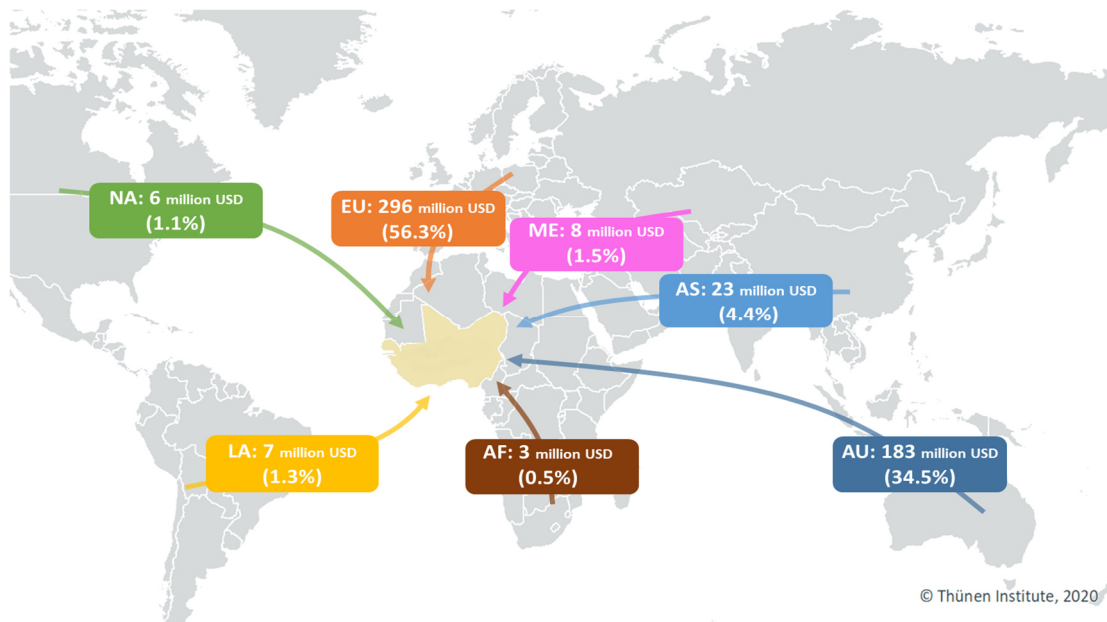 NA: 6 million USD
(1.1%)
EU: 296 million USD
(56.3%)
ME: 8 million USD
(1.5%)
AS: 23 million USD
(4.4%)
LA: 7 million USD
(1.3%)
AF: 3 million USD
(0.5%)
AU: 183 million USD
(34.5%)
© Thünen Institute, 2020